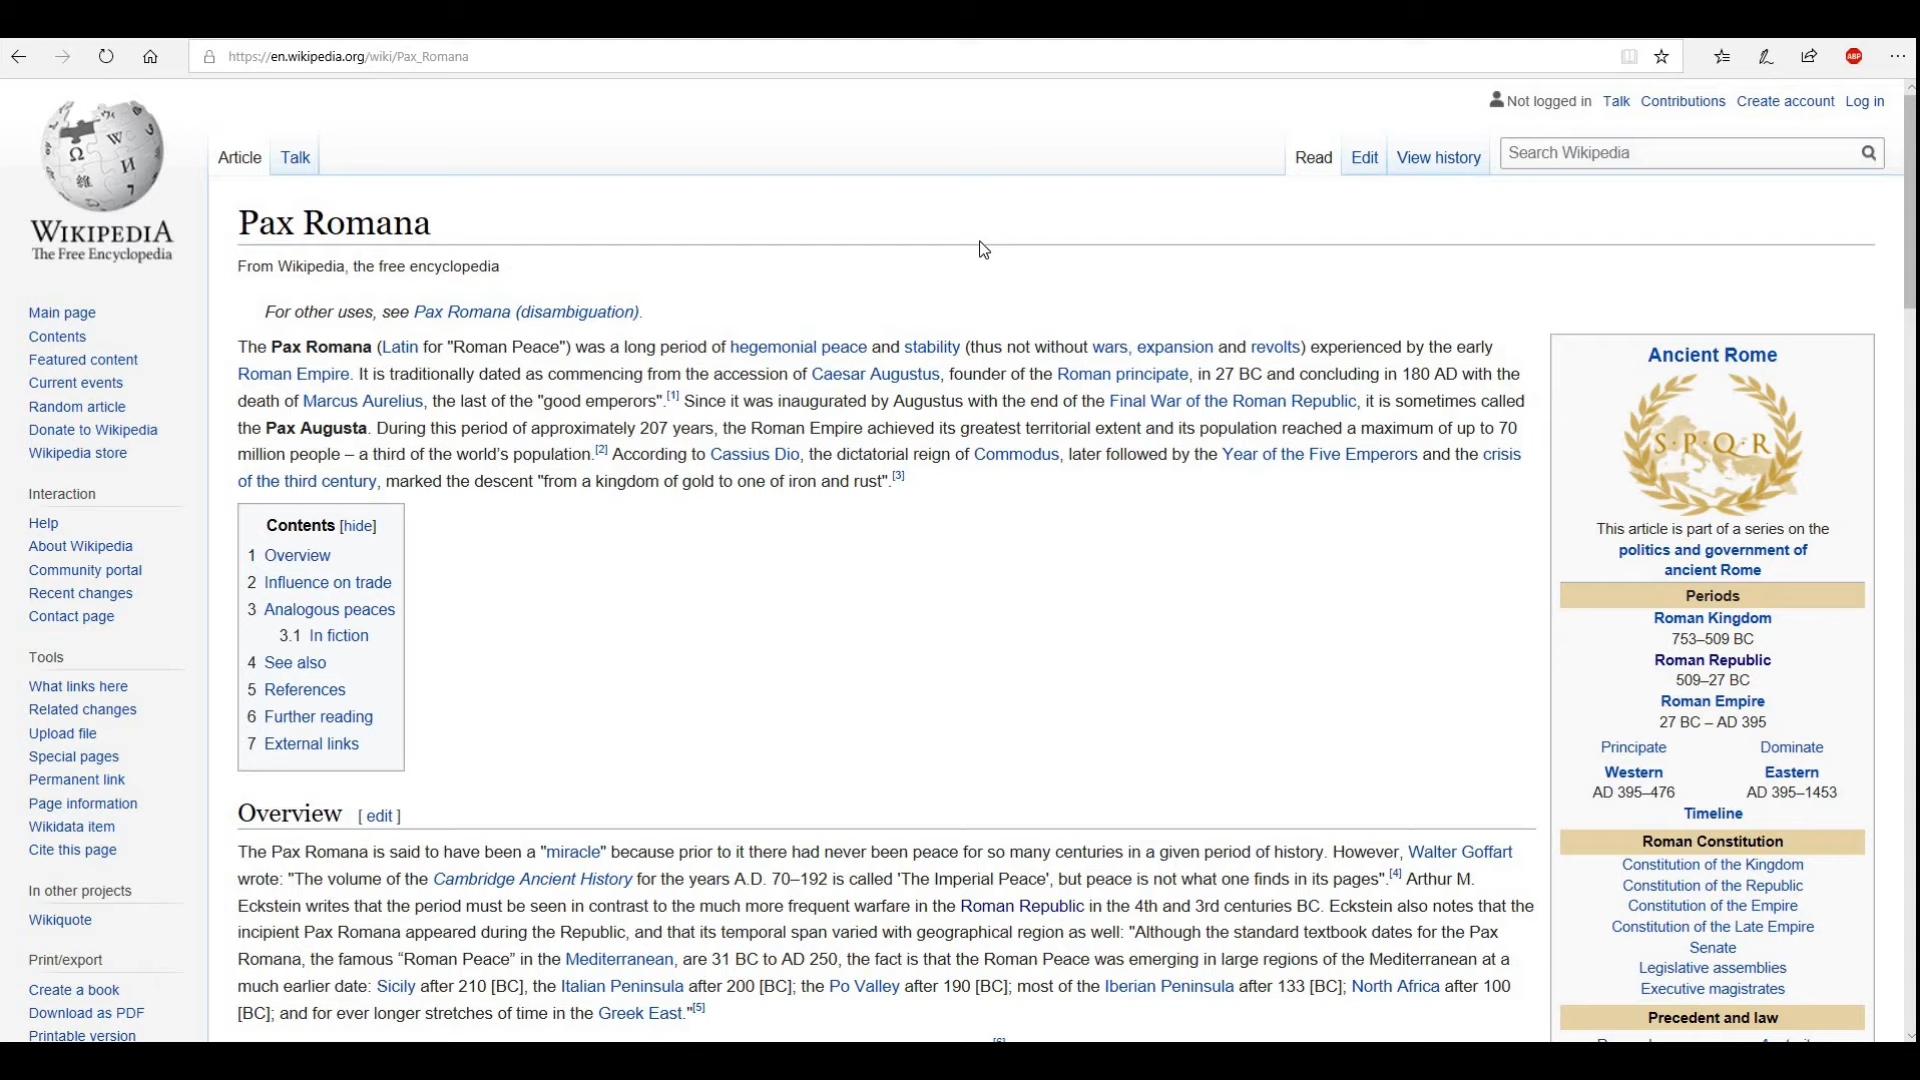 https://en.wikipedia.org/wiki/Pax_Romana
ABP
Not logged in Talk Contributions Create account Log in
Article Talk
Read Edit View history
Search Wikipedia
WIKIPEDIA
The Free Encyclopedia
Main page
Contents
Featured content
Current events
Random article
Donate to Wikipedia
Wikipedia store
Interaction
Help
About Wikipedia
Community portal
Recent changes
Contact page
Tools
What links here
Related changes
Upload file
Special pages
Permanent link
Page information
Wikidata item
Cite this page
In other projects
Wikiquote
Print/export
Create a book
Download as PDF
Printable version
Pax Romana
From Wikipedia, the free encyclopedia
For other uses, see Pax Romana (disambiguation).
The Pax Romana (Latin for "Roman Peace") was a long period of hegemonial peace and stability (thus not without wars, expansion and revolts) experienced by the early
Roman Empire. It is traditionally dated as commencing from the accession of Caesar Augustus, founder of the Roman principate, in 27 BC and concluding in 180 AD with the
death of Marcus Aurelius, the last of the "good emperors".[1] Since it was inaugurated by Augustus with the end of the Final War of the Roman Republic, it is sometimes called
the Pax Augusta. During this period of approximately 207 years, the Roman Empire achieved its greatest territorial extent and its population reached a maximum of up to 70
million people – a third of the world's population.[2] According to Cassius Dio, the dictatorial reign of Commodus, later followed by the Year of the Five Emperors and the crisis
of the third century, marked the descent "from a kingdom of gold to one of iron and rust".[3]
Contents [hide]
1 Overview
2 Influence on trade
3 Analogous peaces
3.1 In fiction
4 See also
5 References
6 Further reading
7 External links
Overview [ edit ]
The Pax Romana is said to have been a "miracle" because prior to it there had never been peace for so many centuries in a given period of history. However, Walter Goffart
wrote: "The volume of the Cambridge Ancient History for the years A.D. 70–192 is called 'The Imperial Peace', but peace is not what one finds in its pages".[4] Arthur M.
Eckstein writes that the period must be seen in contrast to the much more frequent warfare in the Roman Republic in the 4th and 3rd centuries BC. Eckstein also notes that the
incipient Pax Romana appeared during the Republic, and that its temporal span varied with geographical region as well: "Although the standard textbook dates for the Pax
Romana, the famous “Roman Peace” in the Mediterranean, are 31 BC to AD 250, the fact is that the Roman Peace was emerging in large regions of the Mediterranean at a
much earlier date: Sicily after 210 [BC], the Italian Peninsula after 200 [BC]; the Po Valley after 190 [BC]; most of the Iberian Peninsula after 133 [BC]; North Africa after 100
[BC]; and for ever longer stretches of time in the Greek East."[5]
Ancient Rome
S·P·Q·R
This article is part of a series on the
politics and government of
ancient Rome
Periods
Roman Kingdom
753–509 BC
Roman Republic
509–27 BC
Roman Empire
27 BC – AD 395
Principate Dominate
Western Eastern
AD 395–476 AD 395–1453
Timeline
Roman Constitution
Constitution of the Kingdom
Constitution of the Republic
Constitution of the Empire
Constitution of the Late Empire
Senate
Legislative assemblies
Executive magistrates
Precedent and law